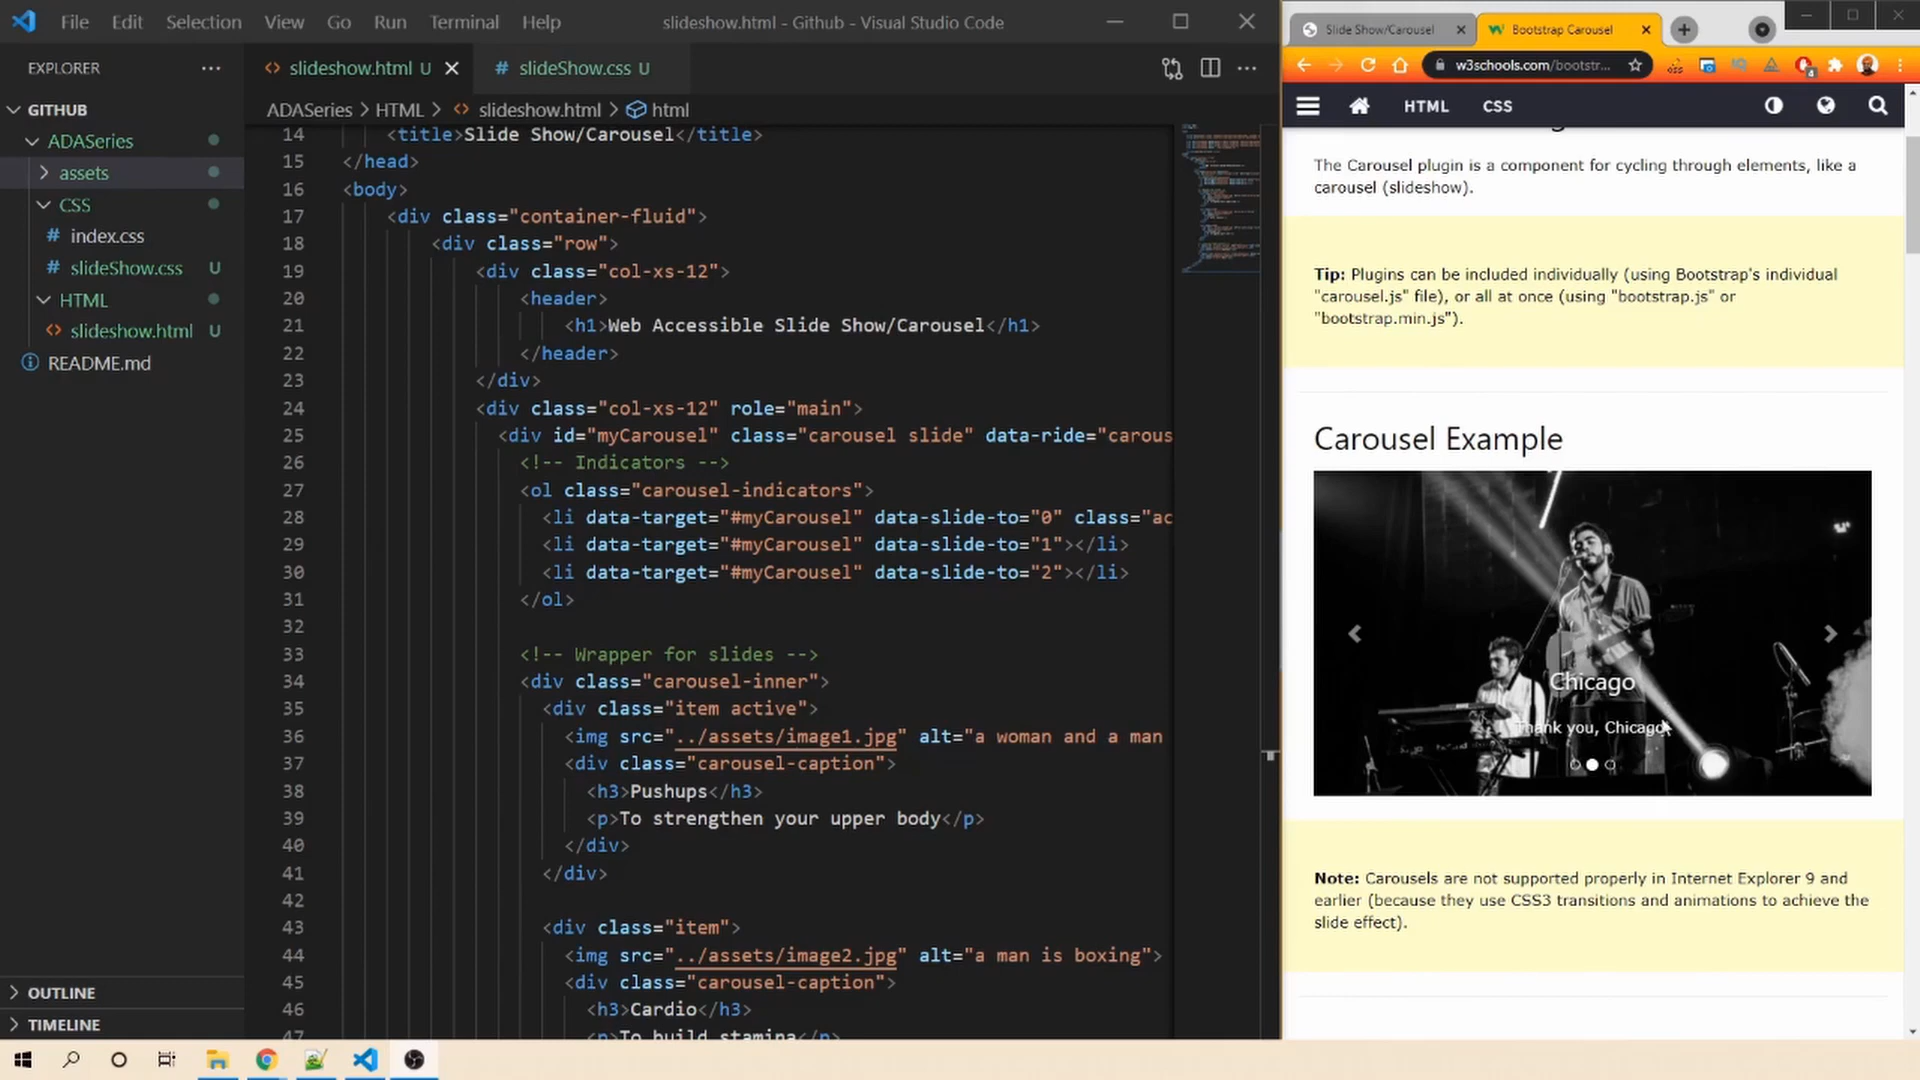 File Edit Selection View Go Run Terminal Help
slideshow.html - Github - Visual Studio Code
EXPLORER
GITHUB
ADASeries
assets
CSS
# index.css
# slideShow.css U
HTML
<> slideshow.html U
README.md
OUTLINE
TIMELINE
<> slideshow.html U
# slideShow.css U
ADASeries > HTML > <> slideshow.html > html
14 <title>Slide Show/Carousel</title>
15 </head>
16 <body>
17 <div class="container-fluid">
18 <div class="row">
19 <div class="col-xs-12">
20 <header>
21 <h1>Web Accessible Slide Show/Carousel</h1>
22 </header>
23 </div>
24 <div class="col-xs-12" role="main">
25 <div id="myCarousel" class="carousel slide" data-ride="carous
26 <!-- Indicators -->
27 <ol class="carousel-indicators">
28 <li data-target="#myCarousel" data-slide-to="0" class="ac
29 <li data-target="#myCarousel" data-slide-to="1"></li>
30 <li data-target="#myCarousel" data-slide-to="2"></li>
31 </ol>
32
33 <!-- Wrapper for slides -->
34 <div class="carousel-inner">
35 <div class="item active">
36 <img src="../assets/image1.jpg" alt="a woman and a man
37 <div class="carousel-caption">
38 <h3>Pushups</h3>
39 <p>To strengthen your upper body</p>
40 </div>
41 </div>
42
43 <div class="item">
44 <img src="../assets/image2.jpg" alt="a man is boxing">
45 <div class="carousel-caption">
46 <h3>Cardio</h3>
47 <p>To build stamina</p>
Slide Show/Carousel
Bootstrap Carousel
w3schools.com/bootstr...
HTML CSS
The Carousel plugin is a component for cycling through elements, like a
carousel (slideshow).
Tip: Plugins can be included individually (using Bootstrap's individual
"carousel.js" file), or all at once (using "bootstrap.js" or
"bootstrap.min.js").
Carousel Example
Chicago
Thank you, Chicago
Note: Carousels are not supported properly in Internet Explorer 9 and
earlier (because they use CSS3 transitions and animations to achieve the
slide effect).